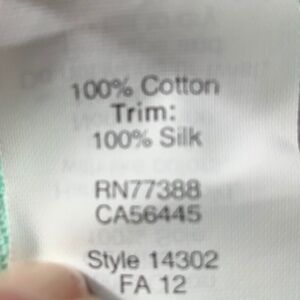 100% Cotton
Trim:
100% Silk
RN77388
CA56445
Style 14302
FA 12